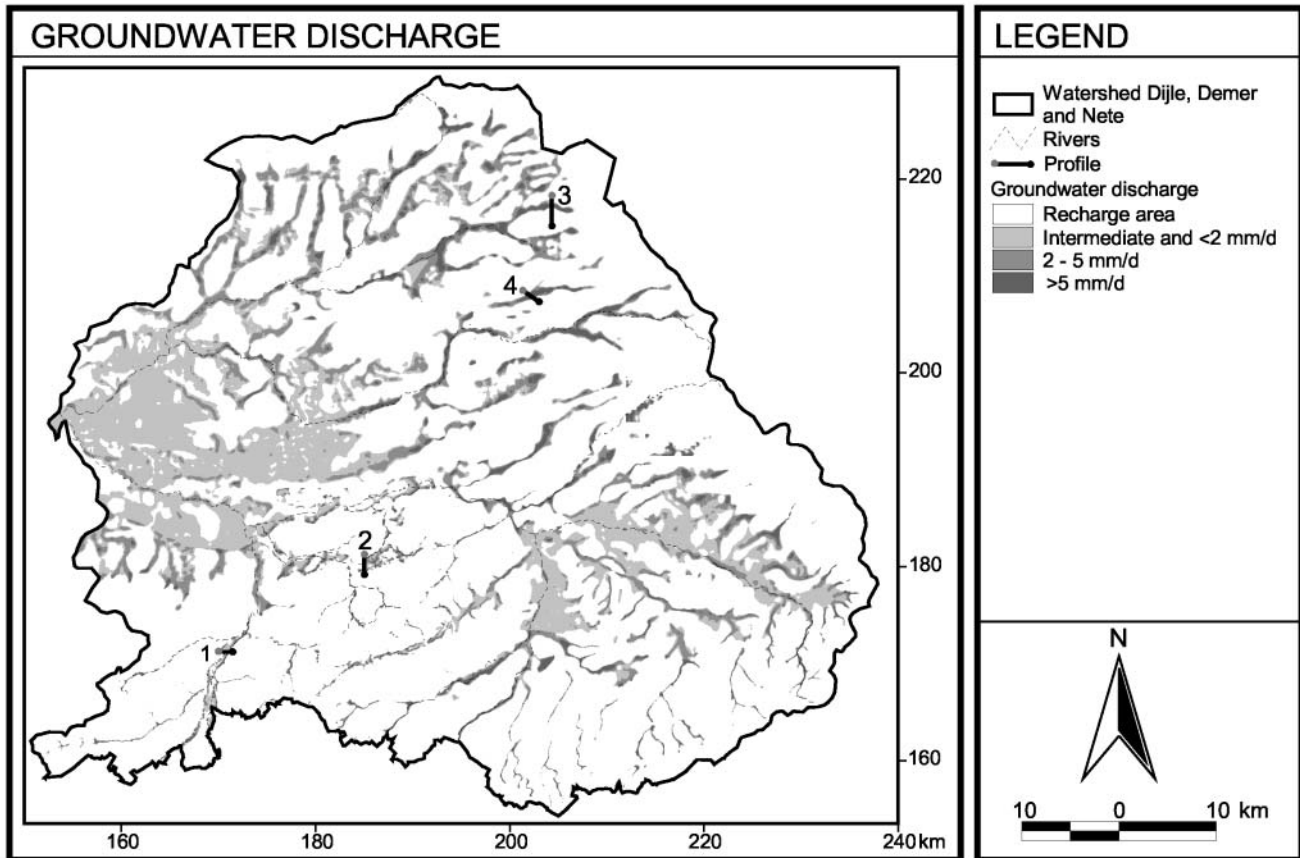 GROUNDWATER DISCHARGE
3
4
2
1
220
200
180
160
160
180
200
220
240 km
LEGEND
Watershed Dijle, Demer
and Nete
Rivers
Profile
Groundwater discharge
Recharge area
Intermediate and <2 mm/d
2 - 5 mm/d
>5 mm/d
N
10 0 10 km